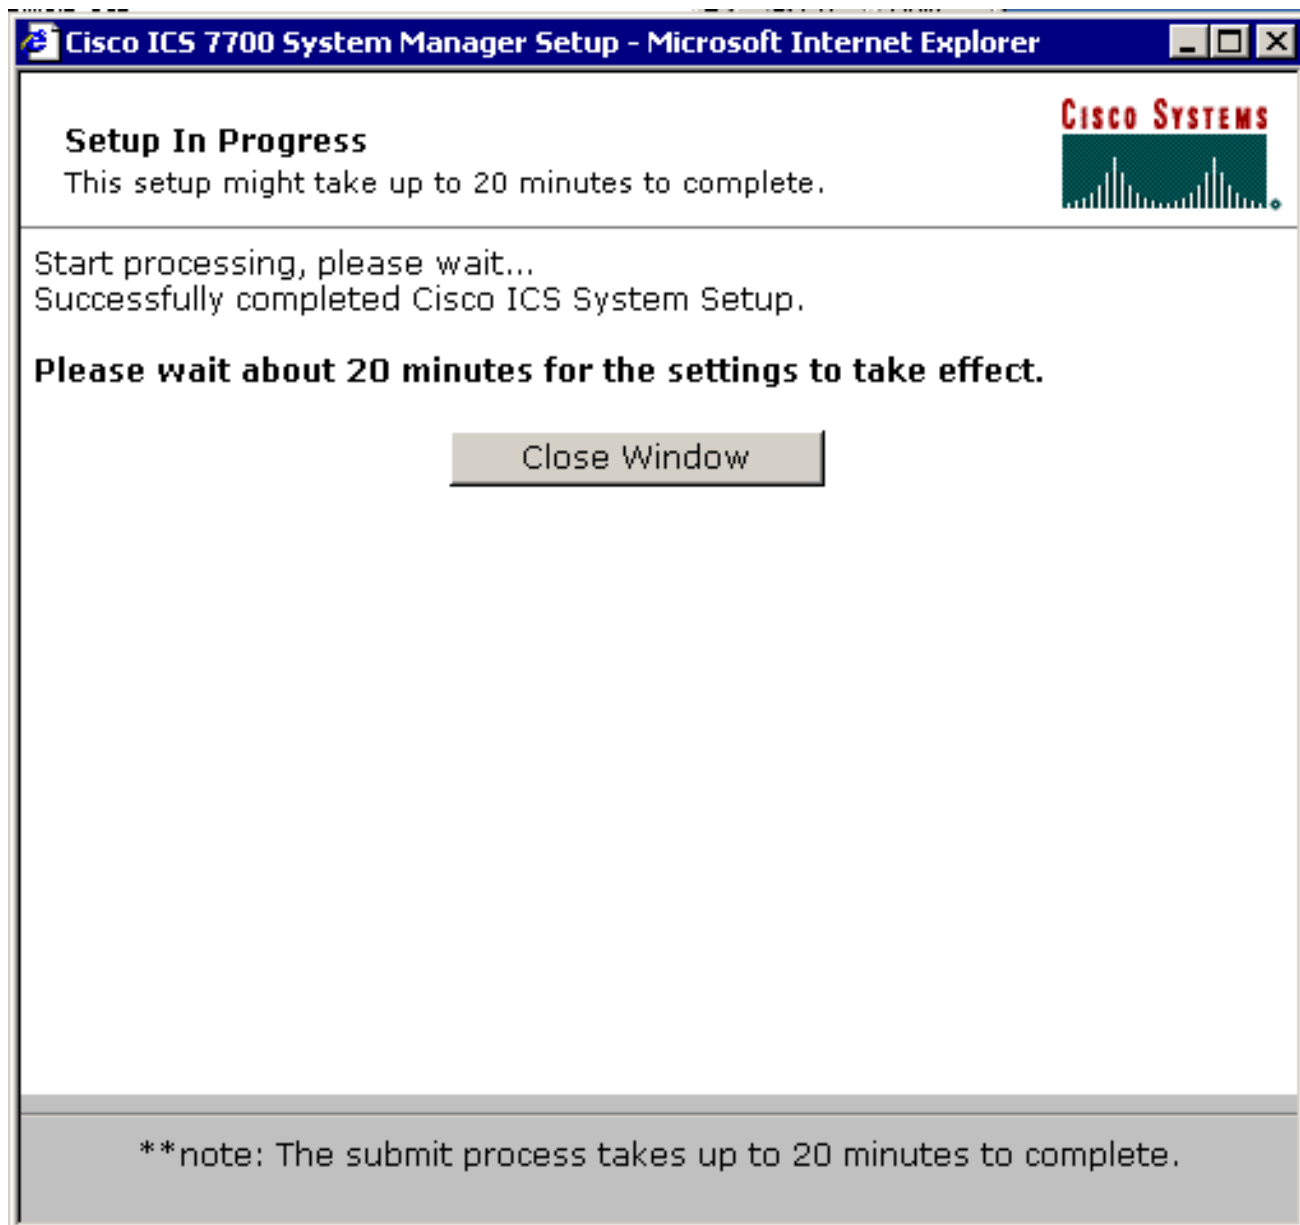 Cisco ICS 7700 System Manager Setup - Microsoft Internet Explorer
CISCO SYSTEMS
Setup In Progress
This setup might take up to 20 minutes to complete.
Start processing, please wait...
Successfully completed Cisco ICS System Setup.
Please wait about 20 minutes for the settings to take effect.
Close Window
**note: The submit process takes up to 20 minutes to complete.